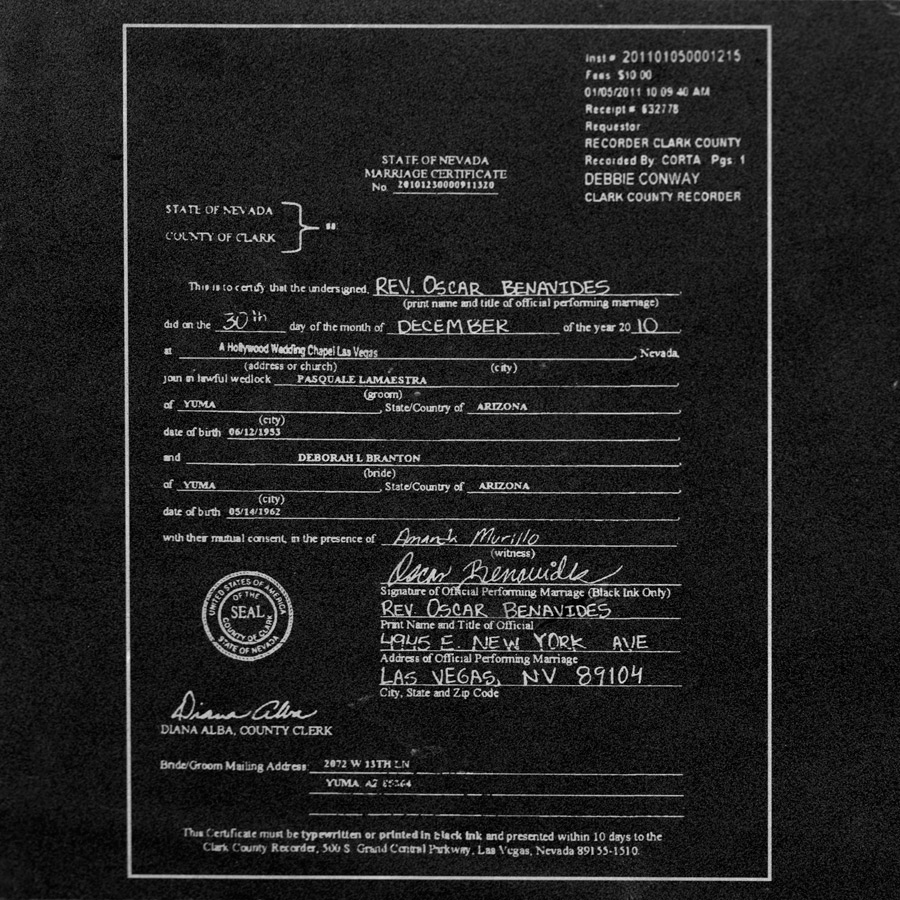 Inst # 201101050001215
Fees $10.00
01/05/2011 10:09:40 AM
Receipt # 632778
Requestor
RECORDER CLARK COUNTY
Recorded By: CORTA Pgs: 1
DEBBIE CONWAY
CLARK COUNTY RECORDER
STATE OF NEVADA
MARRIAGE CERTIFICATE
No. 20101230000911320
STATE OF NEVADA
COUNTY OF CLARK
ss:
This is to certify that the undersigned, REV. OSCAR BENAVIDES
(print name and title of official performing marriage)
did on the 30th day of the month of DECEMBER of the year 2010
at A Hollywood Wedding Chapel Las Vegas, Nevada,
(address or church) (city)
join in lawful wedlock PASQUALE LAMAESTRA
(groom)
of YUMA, State/Country of ARIZONA
(city)
date of birth 06/12/1953
and DEBORAH L BRANTON
(bride)
of YUMA, State/Country of ARIZONA
(city)
date of birth 05/14/1962
with their mutual consent, in the presence of Amanda Murillo
(witness)
Oscar Benavides
Signature of Official Performing Marriage (Black Ink Only)
REV. OSCAR BENAVIDES
Print Name and Title of Official
4945 E. NEW YORK AVE
Address of Official Performing Marriage
LAS VEGAS, NV 89104
City, State and Zip Code
UNITED STATES OF AMERICA
OF THE
SEAL
COUNTY OF CLARK
STATE OF NEVADA
Diana Alba
DIANA ALBA, COUNTY CLERK
Bride/Groom Mailing Address: 2072 W 13TH LN
YUMA, AZ 85364
This Certificate must be typewritten or printed in black ink and presented within 10 days to the
Clark County Recorder, 500 S. Grand Central Parkway, Las Vegas, Nevada 89155-1510.